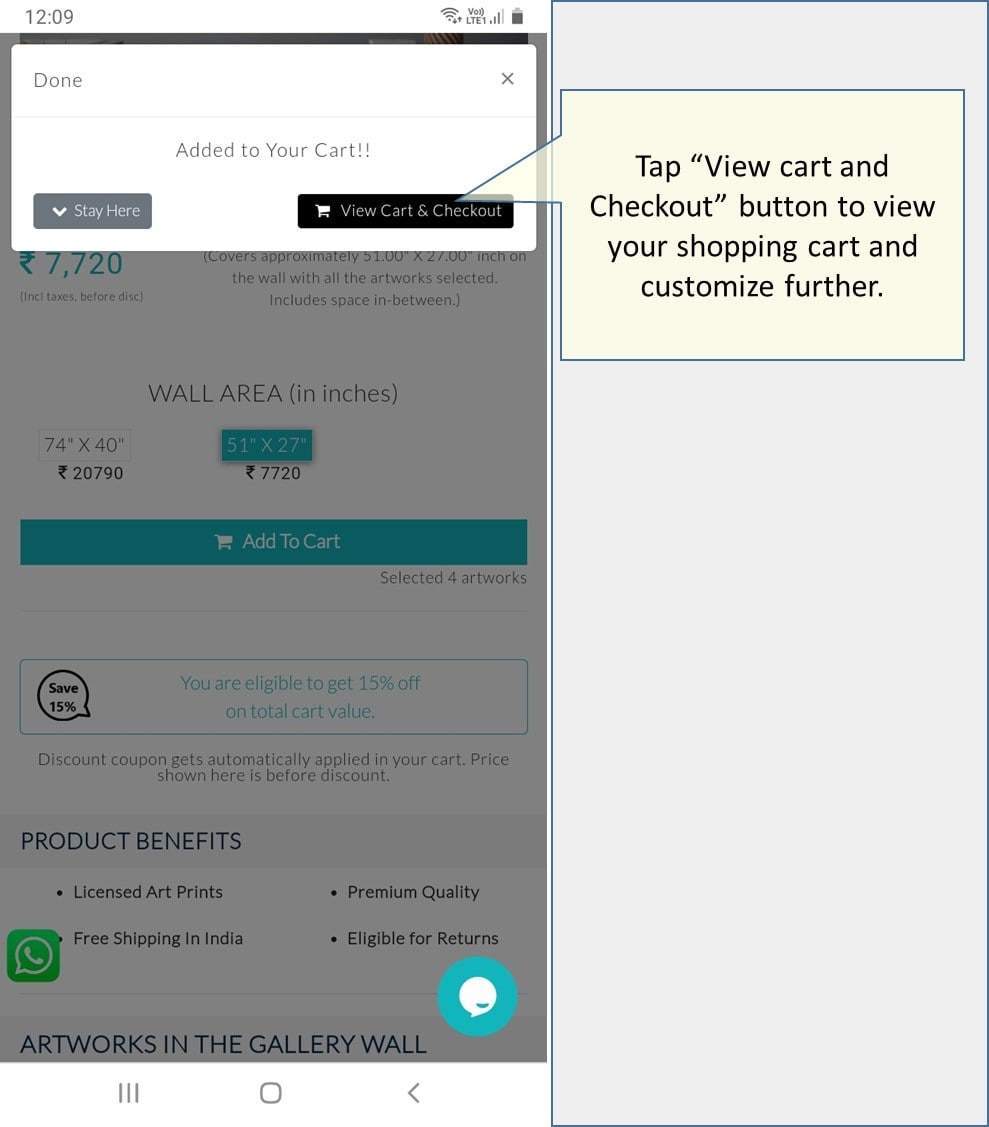 12:09
Vo))
LTE1
Done
×
Added to Your Cart!!
Stay Here
View Cart & Checkout
₹ 7,720
(Incl taxes, before disc)
(Covers approximately 51.00" X 27.00" inch on
the wall with all the artworks selected.
Includes space in-between.)
WALL AREA (in inches)
74" X 40"
₹ 20790
51" X 27"
₹ 7720
Add To Cart
Selected 4 artworks
Save
15%
You are eligible to get 15% off
on total cart value.
Discount coupon gets automatically applied in your cart. Price
shown here is before discount.
PRODUCT BENEFITS
• Licensed Art Prints
• Premium Quality
• Free Shipping In India
• Eligible for Returns
ARTWORKS IN THE GALLERY WALL
Tap “View cart and
Checkout” button to view
your shopping cart and
customize further.